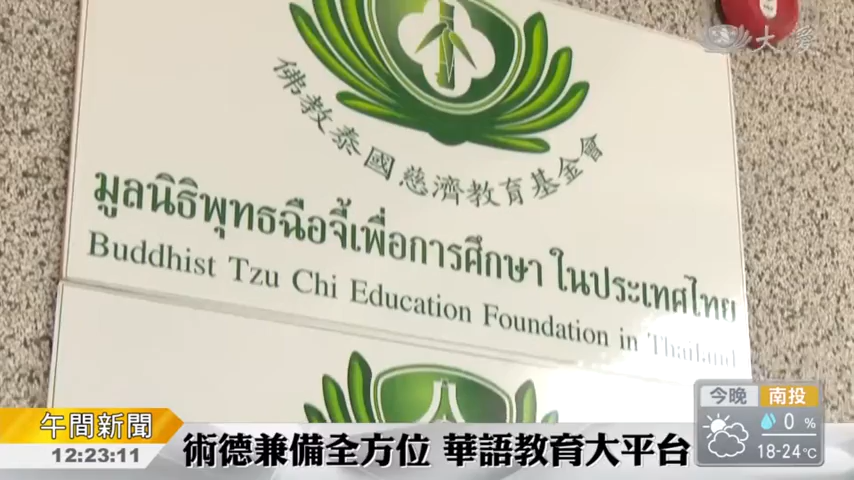 大愛
佛教泰國慈濟教育基金會
มูลนิธิพุทธฉือจี้เพื่อการศึกษา ในประเทศไทย
Buddhist Tzu Chi Education Foundation in Thailand
今晚 南投
0 %
18-24℃
午間新聞
12:23:11
術德兼備全方位 華語教育大平台